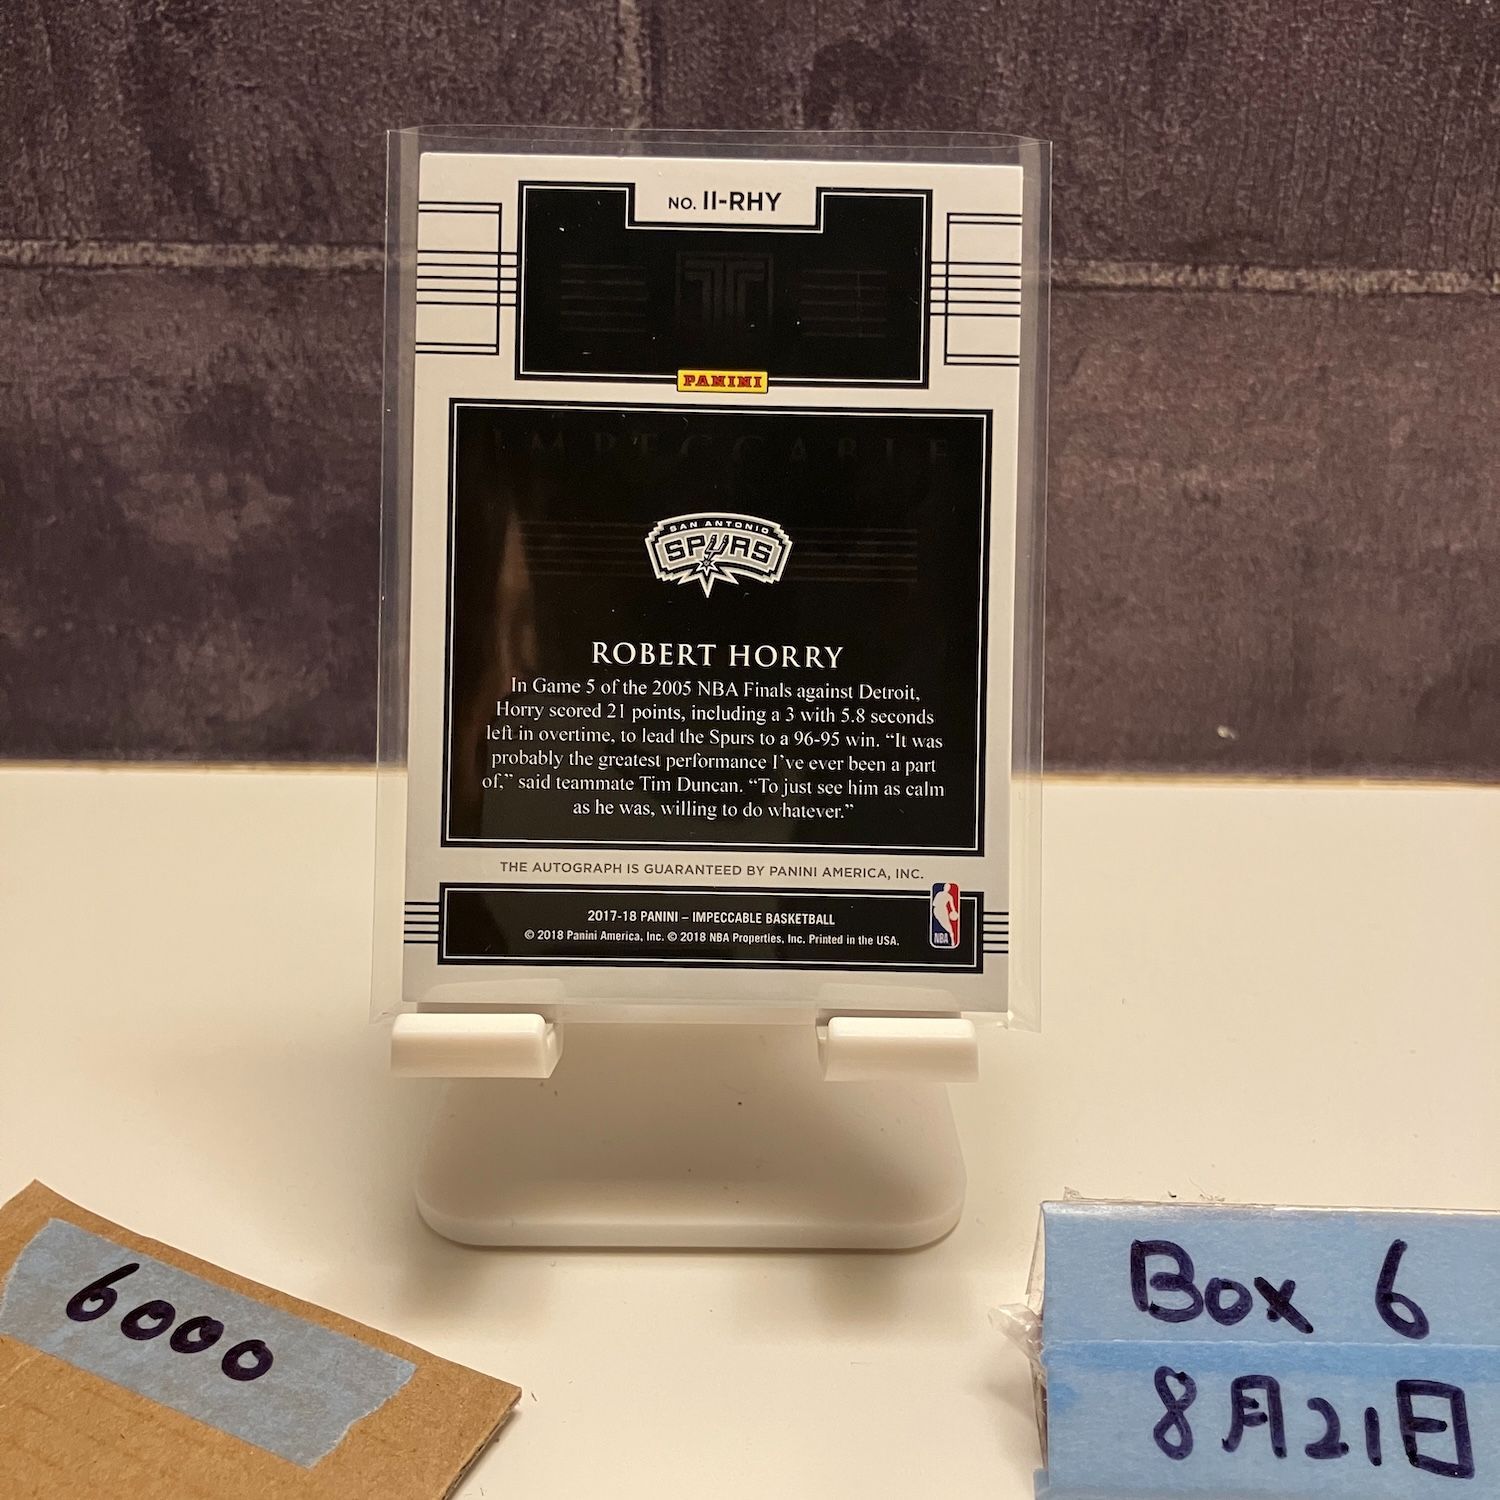 NO. II-RHY
PANINI
IMPECCABLE
SAN ANTONIO
SPURS
ROBERT HORRY
In Game 5 of the 2005 NBA Finals against Detroit,
Horry scored 21 points, including a 3 with 5.8 seconds
left in overtime, to lead the Spurs to a 96-95 win. “It was
probably the greatest performance I’ve ever been a part
of,” said teammate Tim Duncan. “To just see him as calm
as he was, willing to do whatever.”
THE AUTOGRAPH IS GUARANTEED BY PANINI AMERICA, INC.
2017-18 PANINI – IMPECCABLE BASKETBALL
© 2018 Panini America, Inc. © 2018 NBA Properties, Inc. Printed in the USA.
NBA
6000
Box 6
8月21日